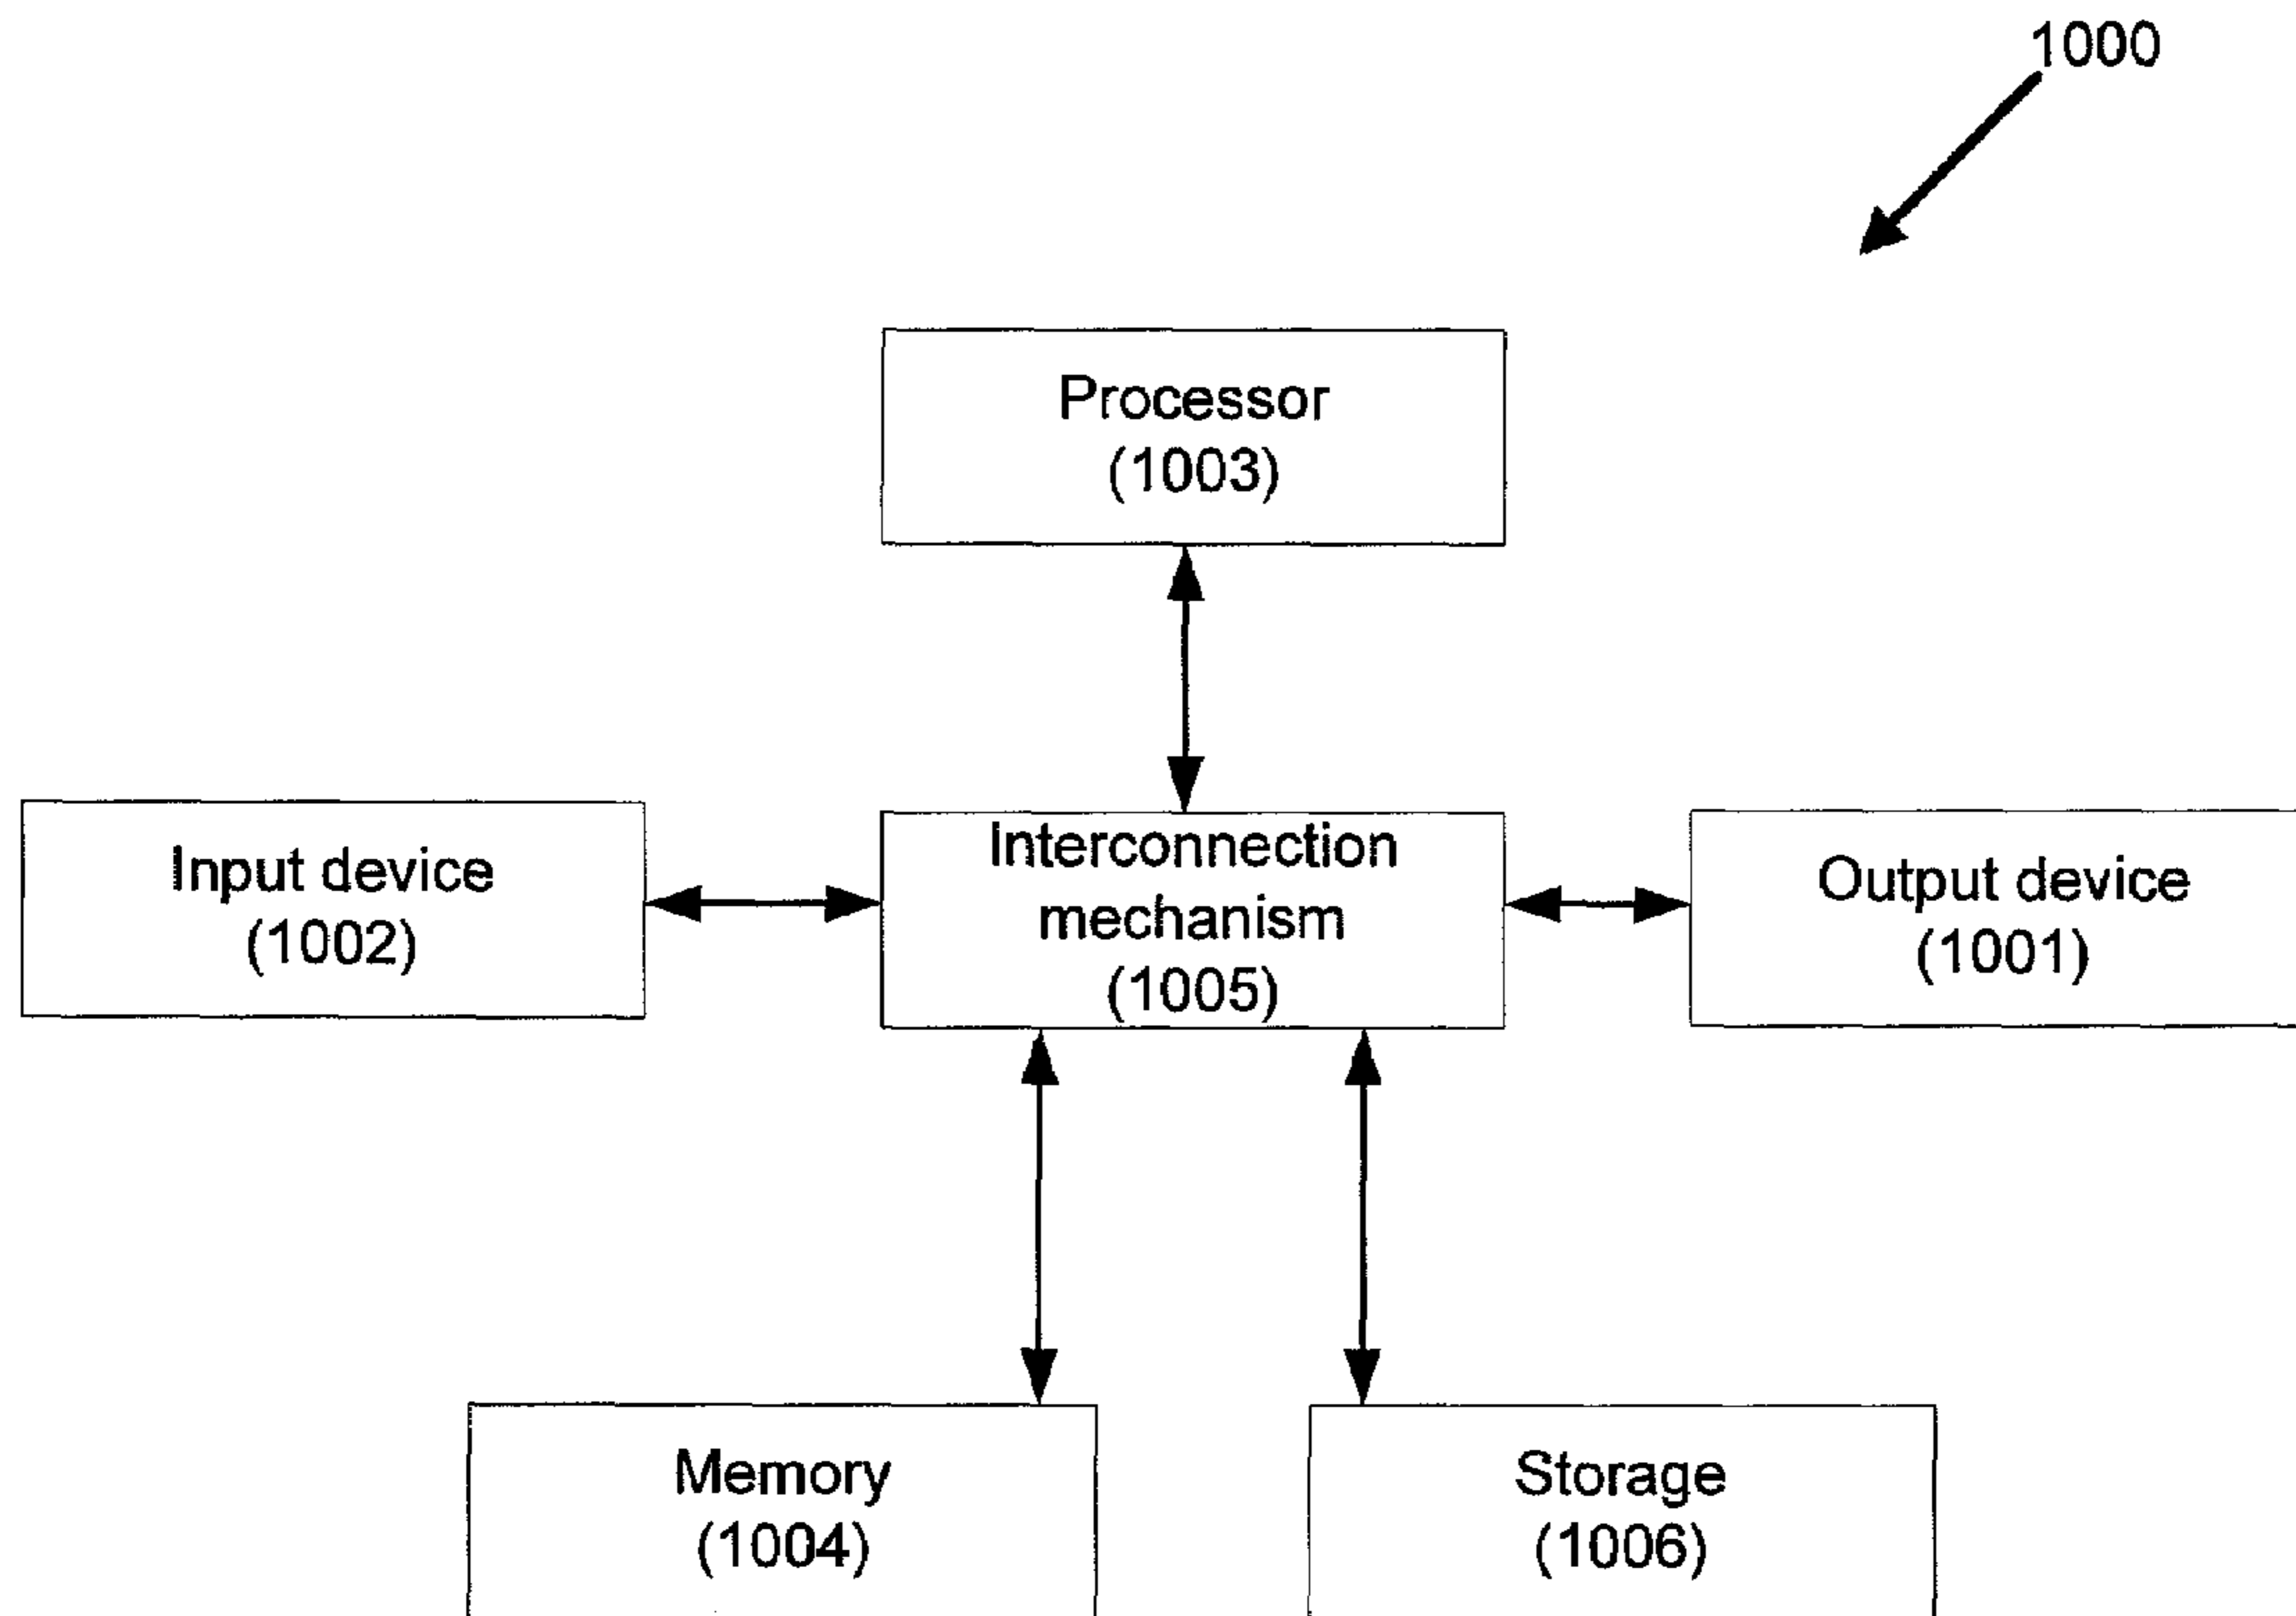 1000
Processor
(1003)
Input device
(1002)
Interconnection
mechanism
(1005)
Output device
(1001)
Memory
(1004)
Storage
(1006)